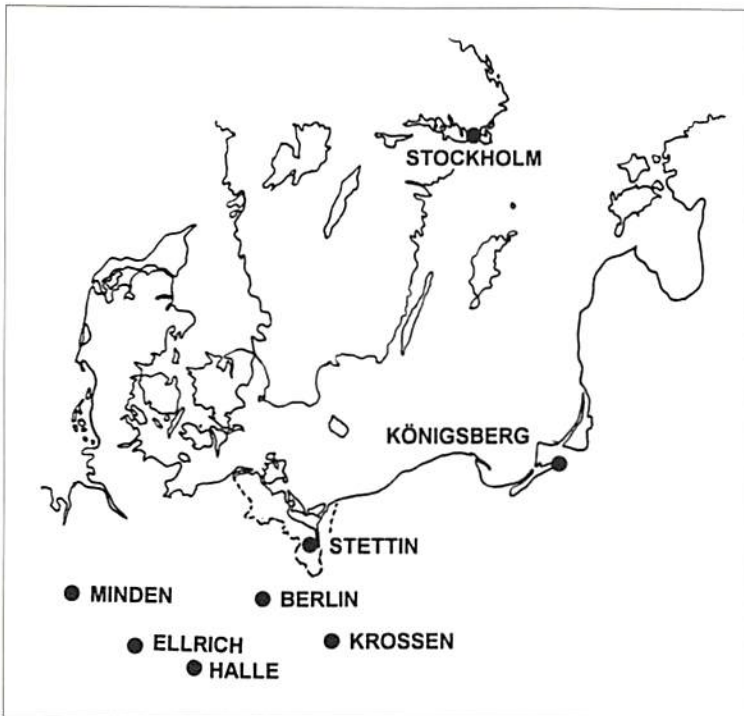 STOCKHOLM
KÖNIGSBERG
STETTIN
MINDEN
BERLIN
ELLRICH
KROSSEN
HALLE